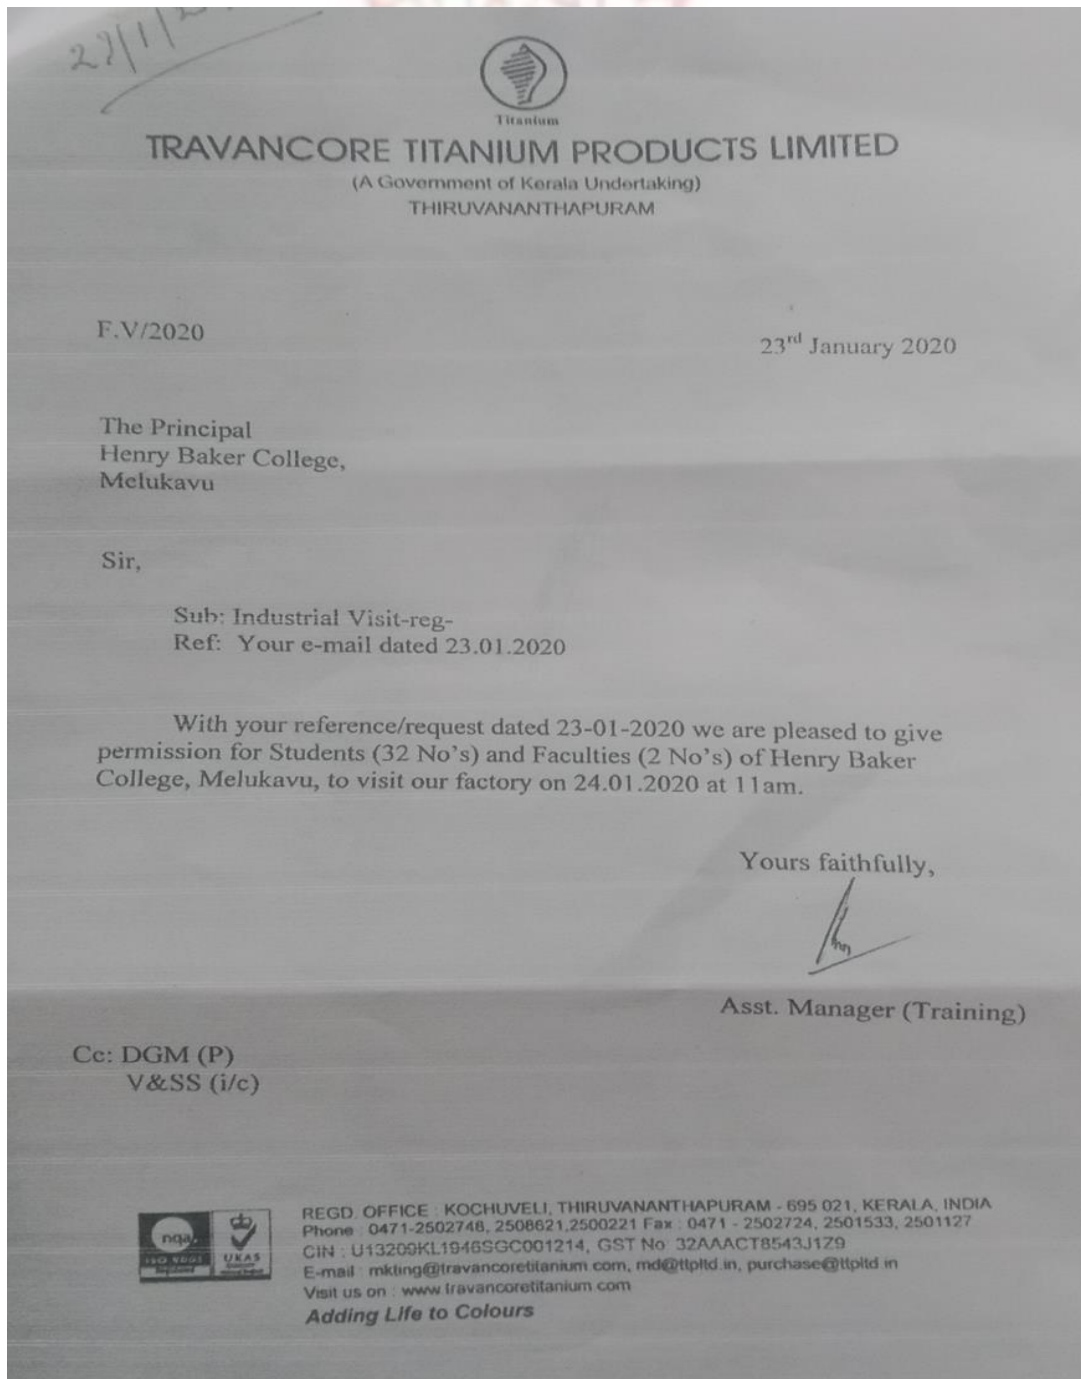 Titanium
TRAVANCORE TITANIUM PRODUCTS LIMITED
(A Government of Kerala Undertaking)
THIRUVANANTHAPURAM
F.V/2020
23rd January 2020
The Principal
Henry Baker College,
Melukavu
Sir,
Sub: Industrial Visit-reg-
Ref: Your e-mail dated 23.01.2020
With your reference/request dated 23-01-2020 we are pleased to give
permission for Students (32 No's) and Faculties (2 No's) of Henry Baker
College, Melukavu, to visit our factory on 24.01.2020 at 11am.
Yours faithfully,
Asst. Manager (Training)
Cc: DGM (P)
V&SS (i/c)
nqa
UKAS
REGD. OFFICE : KOCHUVELI, THIRUVANANTHAPURAM - 695 021, KERALA, INDIA
Phone : 0471-2502746, 2508621,2500221 Fax : 0471 - 2502724, 2501533, 2501127
CIN : U13209KL1946SGC001214, GST No: 32AAACT8543J1Z9
E-mail : mkting@travancoretitanium.com, md@ttpltd.in, purchase@ttpltd.in
Visit us on : www.travancoretitanium.com
Adding Life to Colours